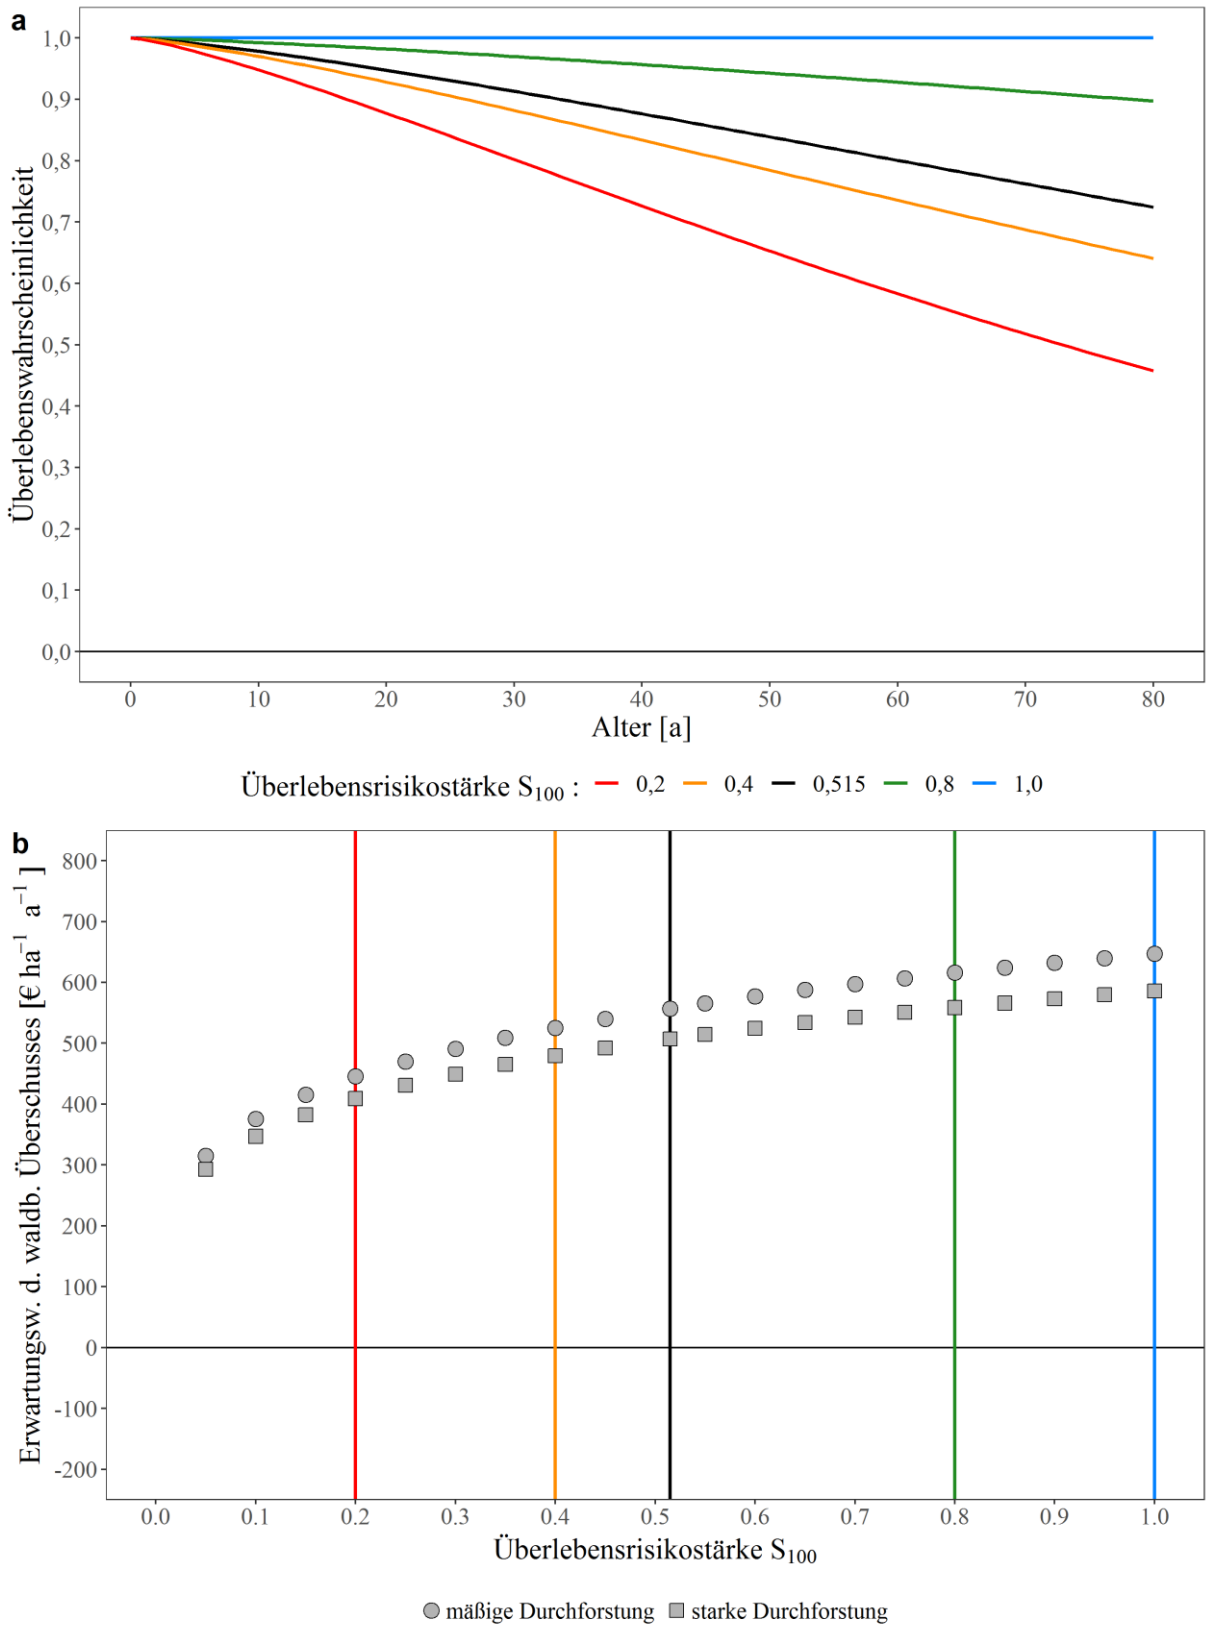 a
Überlebenswahrscheinlichkeit
1,0
0,9
0,8
0,7
0,6
0,5
0,4
0,3
0,2
0,1
0,0
0 10 20 30 40 50 60 70 80
Alter [a]
Überlebensrisikostärke S₁₀₀ : 0,2 0,4 0,515 0,8 1,0
b
Erwartungsw. d. waldb. Überschusses [€ ha⁻¹ a⁻¹ ]
800
700
600
500
400
300
200
100
0
-100
-200
0.0 0.1 0.2 0.3 0.4 0.5 0.6 0.7 0.8 0.9 1.0
Überlebensrisikostärke S₁₀₀
mäßige Durchforstung starke Durchforstung